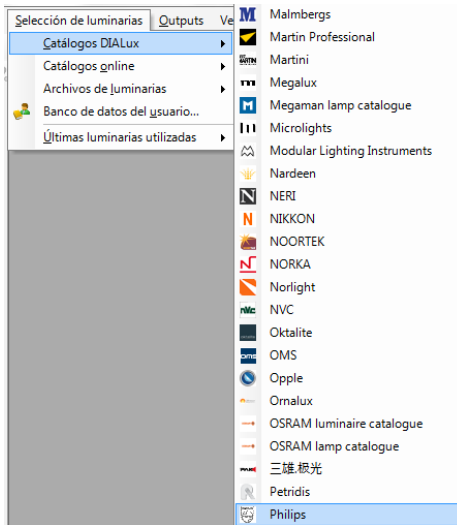 Selección de luminarias Outputs Ve
Catálogos DIALux
Catálogos online
Archivos de luminarias
Banco de datos del usuario...
Últimas luminarias utilizadas
Malmbergs
Martin Professional
Martini
Megalux
Megaman lamp catalogue
Microlights
Modular Lighting Instruments
Nardeen
NERI
NIKKON
NOORTEK
NORKA
Norlight
NVC
Oktalite
OMS
Opple
Ornalux
OSRAM luminaire catalogue
OSRAM lamp catalogue
三雄.极光
Petridis
Philips